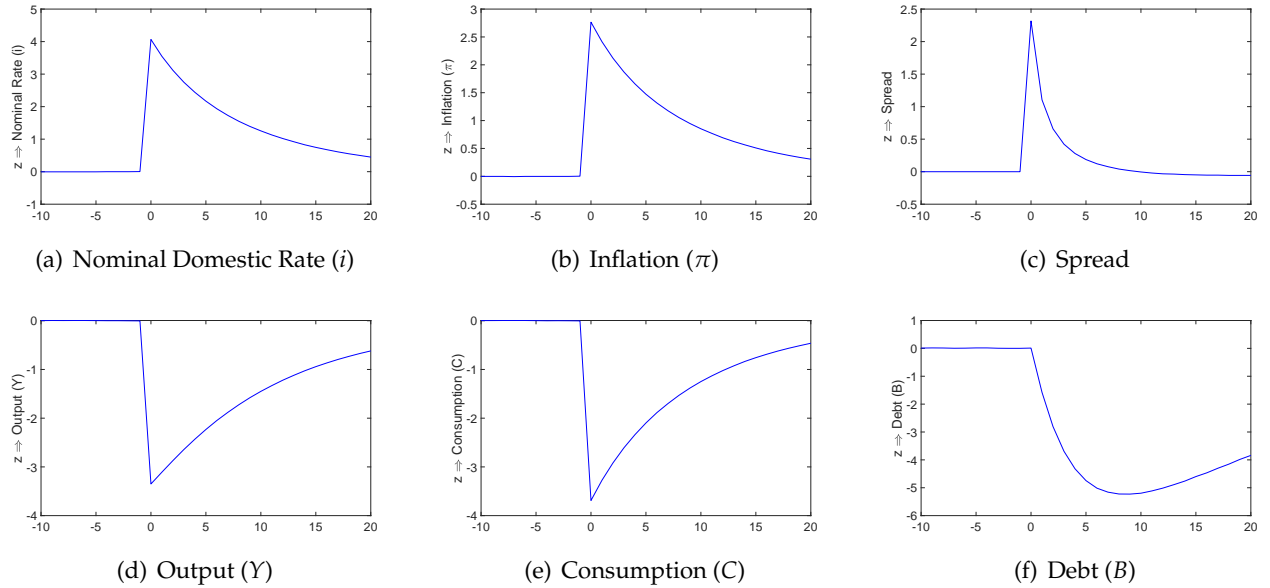 z ⇒ Nominal Rate (i)
5
4
3
2
1
0
-1
-10 -5 0 5 10 15 20
(a) Nominal Domestic Rate (i)
z ⇒ Inflation (π)
3
2.5
2
1.5
1
0.5
0
-0.5
-10 -5 0 5 10 15 20
(b) Inflation (π)
z ⇒ Spread
2.5
2
1.5
1
0.5
0
-0.5
-10 -5 0 5 10 15 20
(c) Spread
z ⇒ Output (Y)
0
-1
-2
-3
-4
-10 -5 0 5 10 15 20
(d) Output (Y)
z ⇒ Consumption (C)
0
-1
-2
-3
-4
-10 -5 0 5 10 15 20
(e) Consumption (C)
z ⇒ Debt (B)
1
0
-1
-2
-3
-4
-5
-6
-10 -5 0 5 10 15 20
(f) Debt (B)